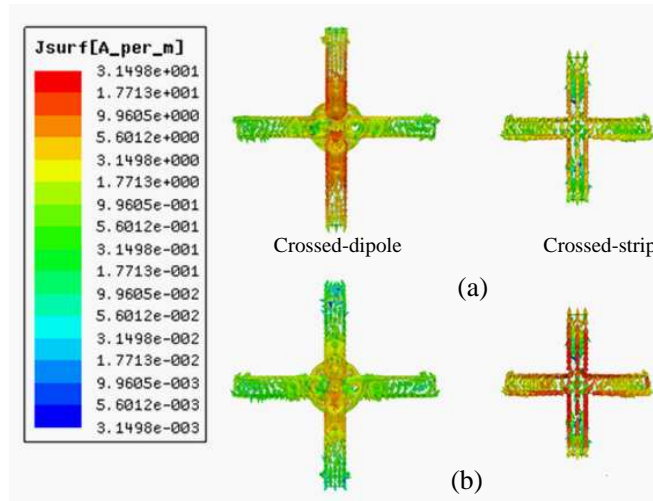 Jsurf[A_per_m]
3.1498e+001
1.7713e+001
9.9605e+000
5.6012e+000
3.1498e+000
1.7713e+000
9.9605e-001
5.6012e-001
3.1498e-001
1.7713e-001
9.9605e-002
5.6012e-002
3.1498e-002
1.7713e-002
9.9605e-003
5.6012e-003
3.1498e-003
Crossed-dipole
Crossed-strip
(a)
(b)